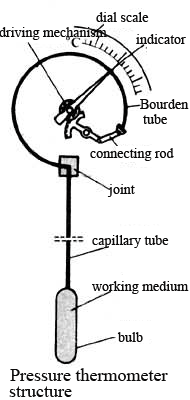 dial scale
driving mechanism
°C
indicator
Bourden
tube
connecting rod
joint
capillary tube
working medium
bulb
Pressure thermometer
structure